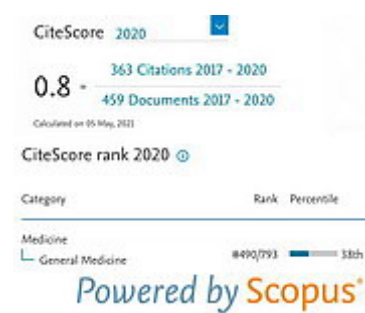 CiteScore 2020
0.8 = 363 Citations 2017 - 2020
459 Documents 2017 - 2020
Calculated on 05 May, 2021
CiteScore rank 2020
Category Rank Percentile
Medicine
General Medicine #490/793 38th
Powered by Scopus®